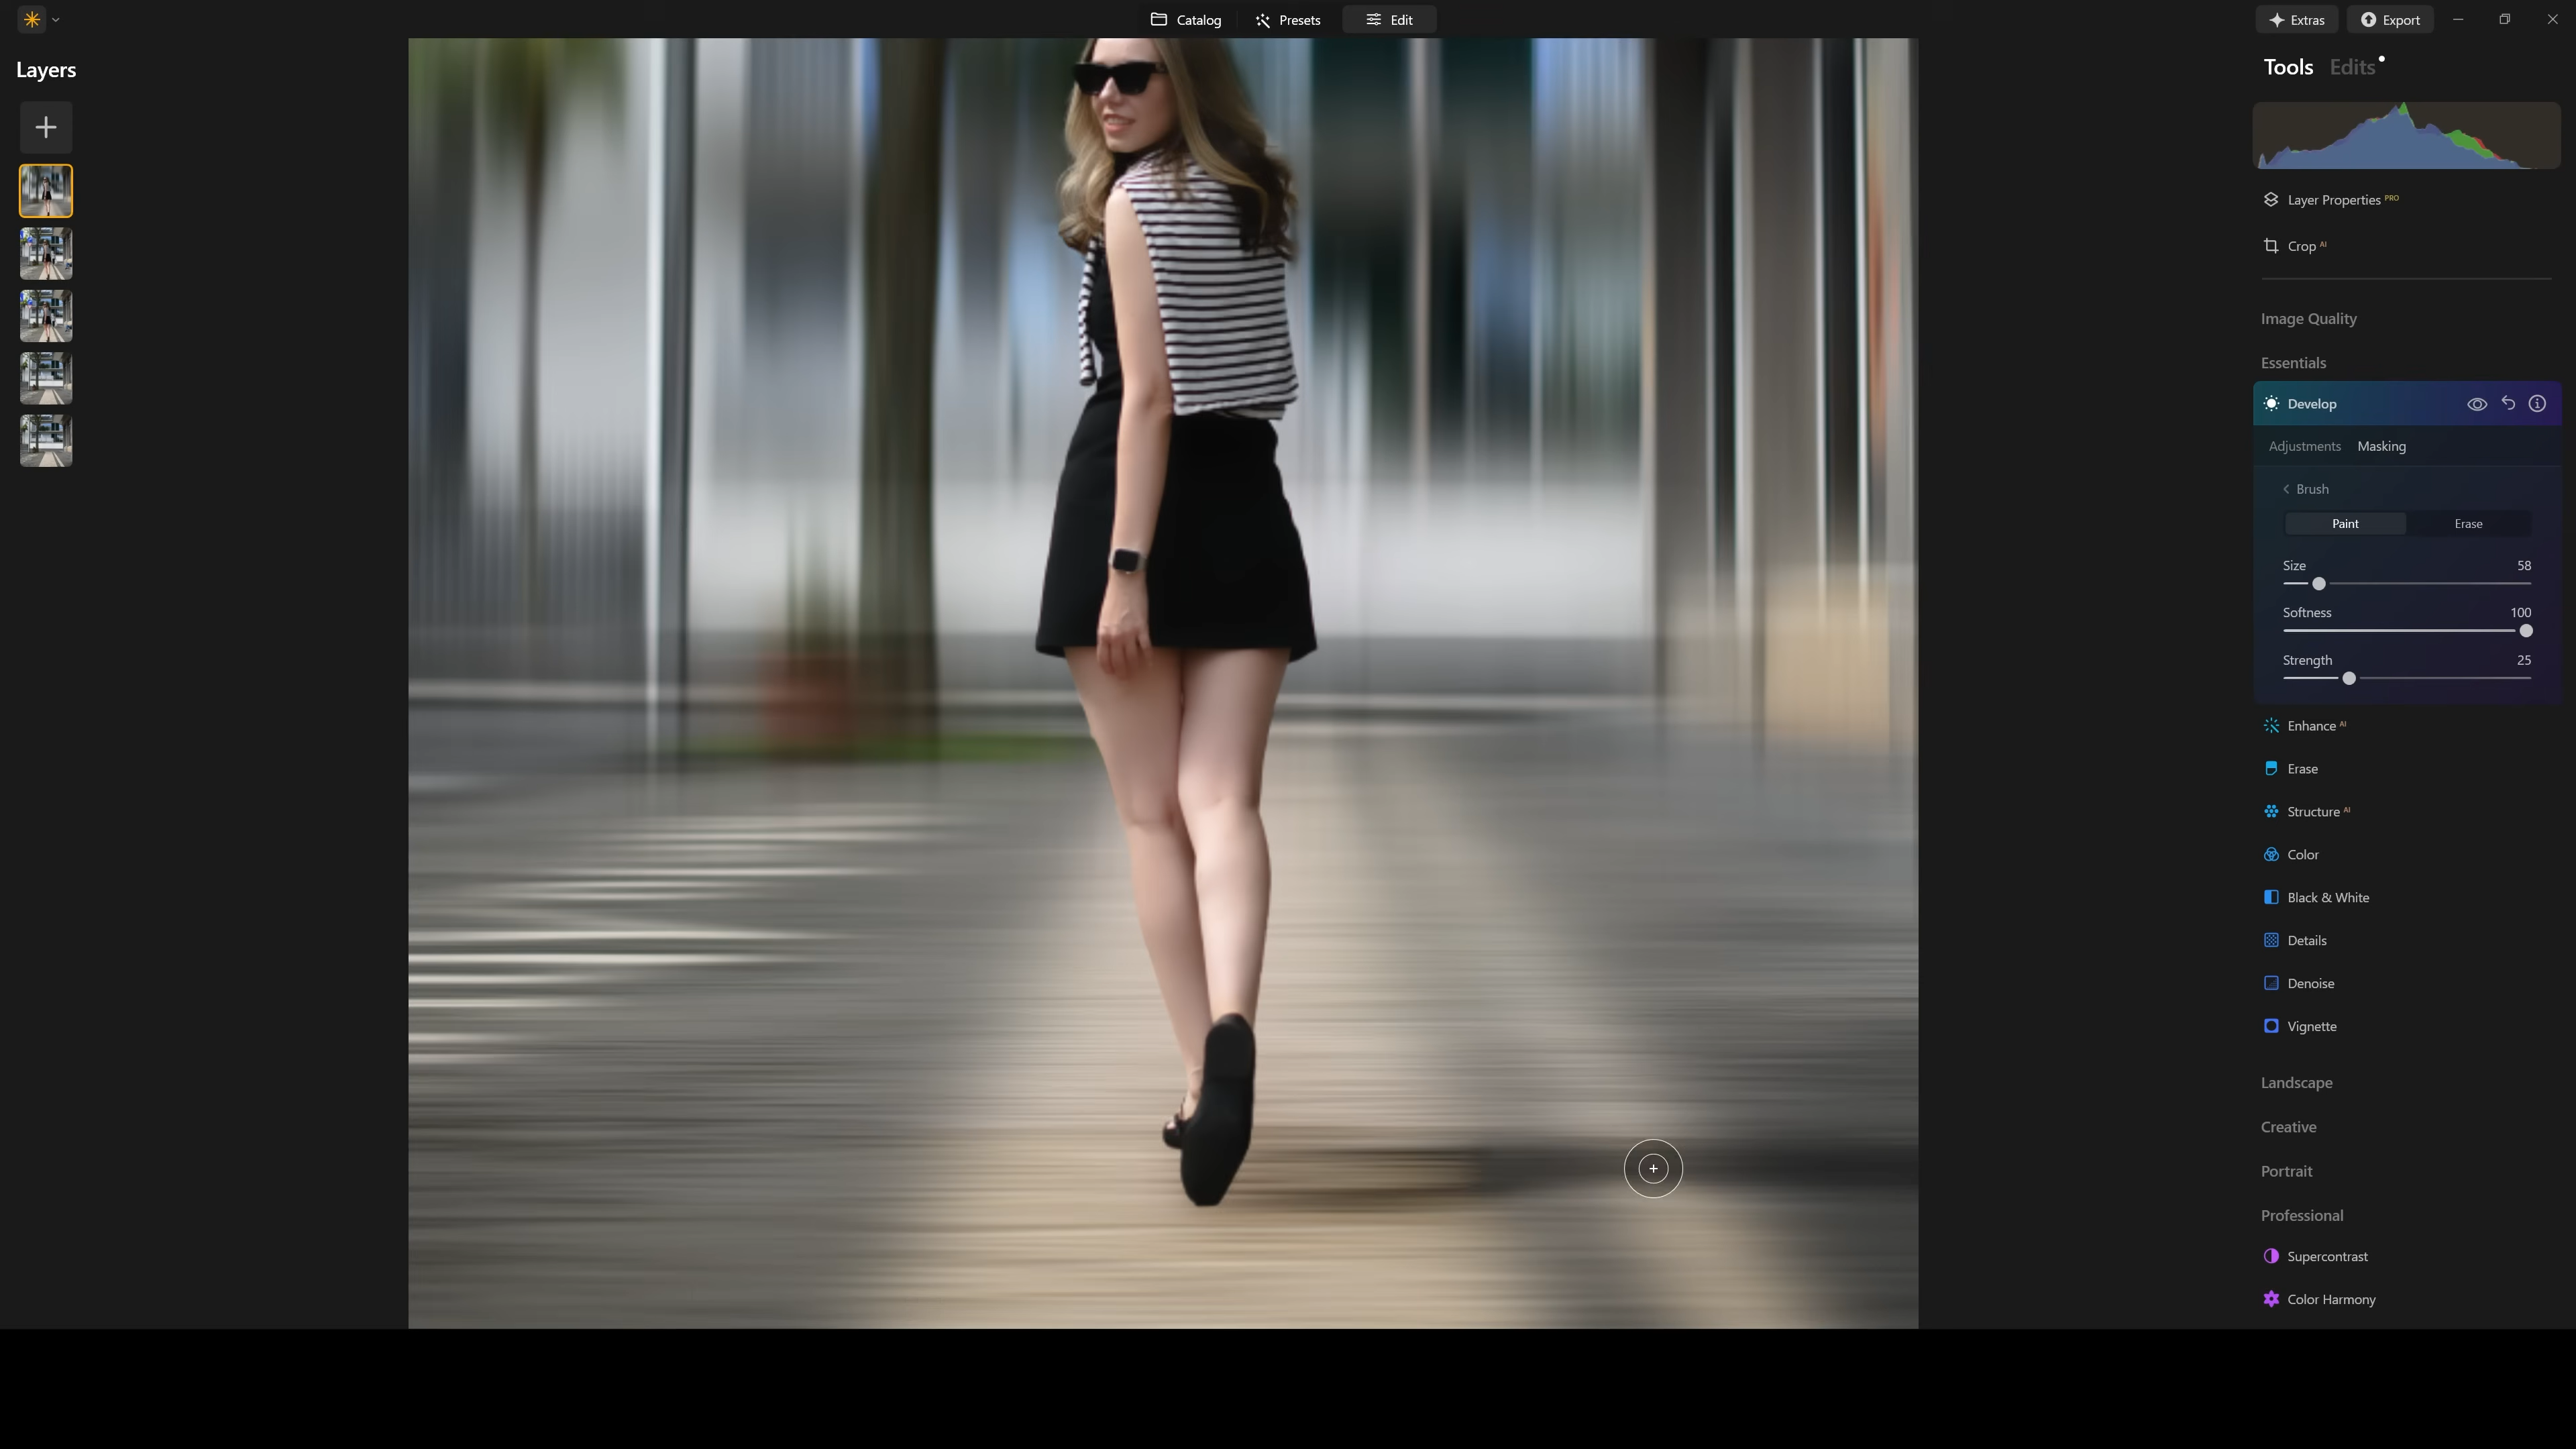 Catalog
Presets
Edit
Extras
Export
Layers
Tools
Edits
Layer Properties PRO
Crop AI
Image Quality
Essentials
Develop
Adjustments
Masking
Brush
Paint
Erase
Size
58
Softness
100
Strength
25
Enhance AI
Erase
Structure AI
Color
Black & White
Details
Denoise
Vignette
Landscape
Creative
Portrait
Professional
Supercontrast
Color Harmony